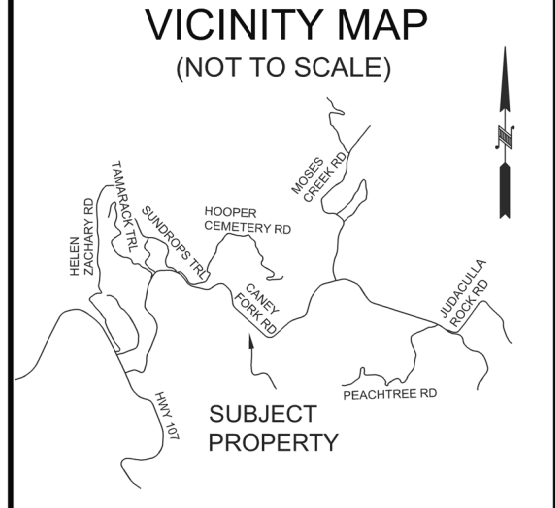 VICINITY MAP
(NOT TO SCALE)
MOSES
CREEK RD
TAMARACK TRL
HELEN
ZACHARY RD
SUNDROPS TRL
HOOPER
CEMETERY RD
CANEY
FORK RD
JUDACULLA
ROCK RD
PEACHTREE RD
HWY 107
SUBJECT
PROPERTY
N